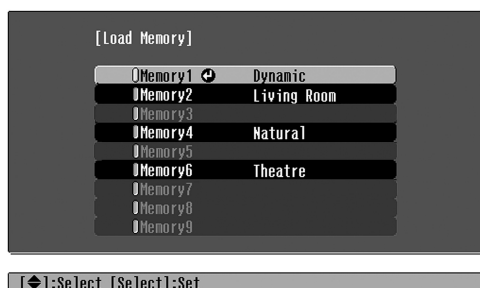 [Load Memory]
Memory1 Dynamic
Memory2 Living Room
Memory3
Memory4 Natural
Memory5
Memory6 Theatre
Memory7
Memory8
Memory9
[◆]:Select [Select]:Set